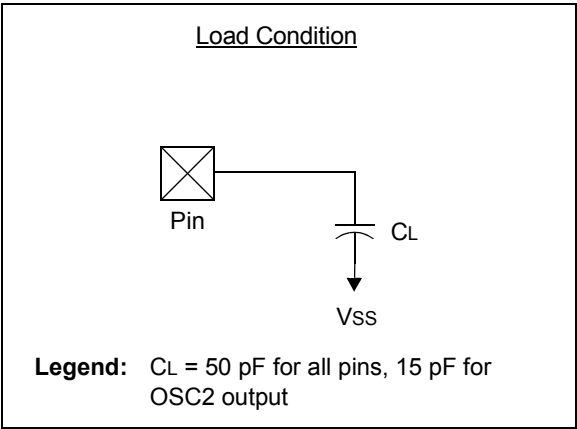 Load Condition
Pin
CL
VSS
Legend: CL = 50 pF for all pins, 15 pF for
OSC2 output